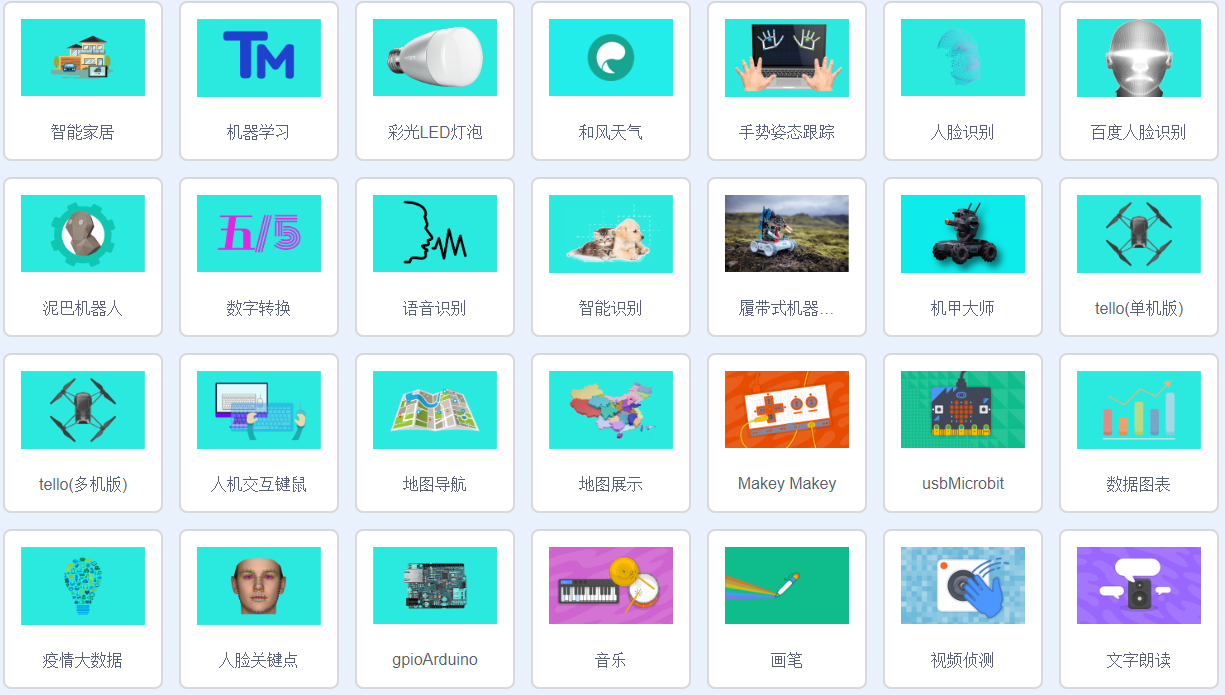 TM
智能家居
机器学习
彩光LED灯泡
和风天气
手势姿态跟踪
人脸识别
百度人脸识别
五/5
泥巴机器人
数字转换
语音识别
智能识别
履带式机器...
机甲大师
tello(单机版)
tello(多机版)
人机交互键鼠
地图导航
地图展示
Makey Makey
usbMicrobit
数据图表
疫情大数据
人脸关键点
gpioArduino
音乐
画笔
视频侦测
文字朗读